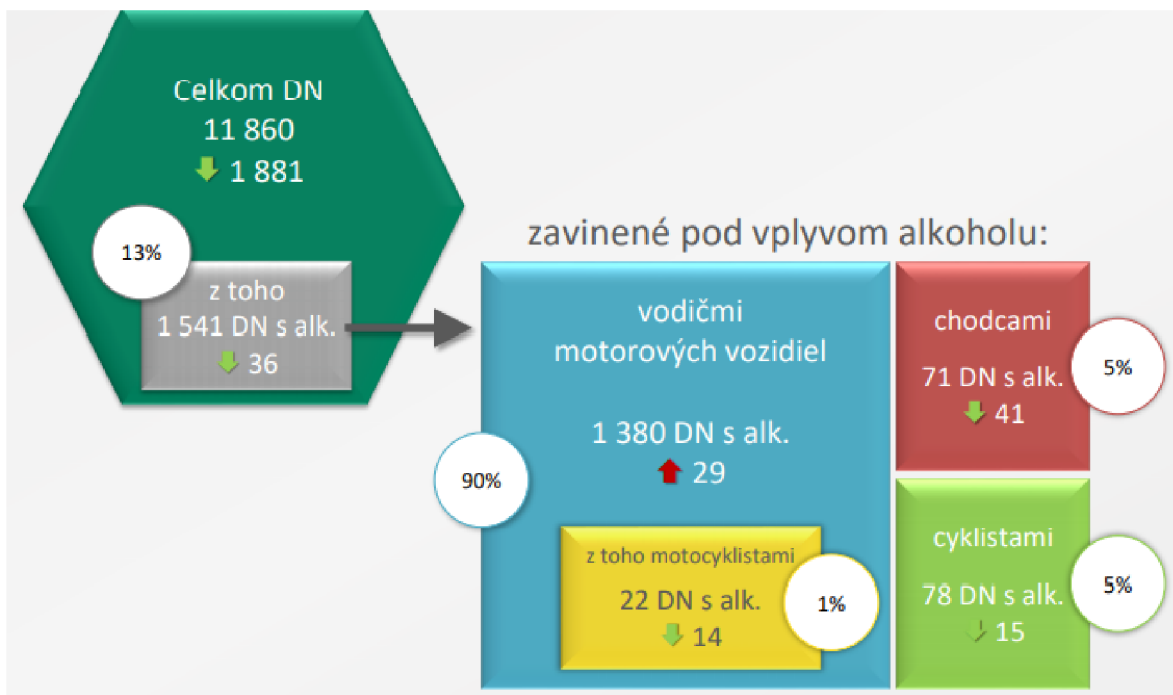 Celkom DN
11 860
1 881
13%
z toho
1 541 DN s alk.
36
zavinené pod vplyvom alkoholu:
vodičmi
motorových vozidiel
1 380 DN s alk.
29
90%
z toho motocyklistami
22 DN s alk.
14
1%
chodcami
71 DN s alk.
41
5%
cyklistami
78 DN s alk.
15
5%